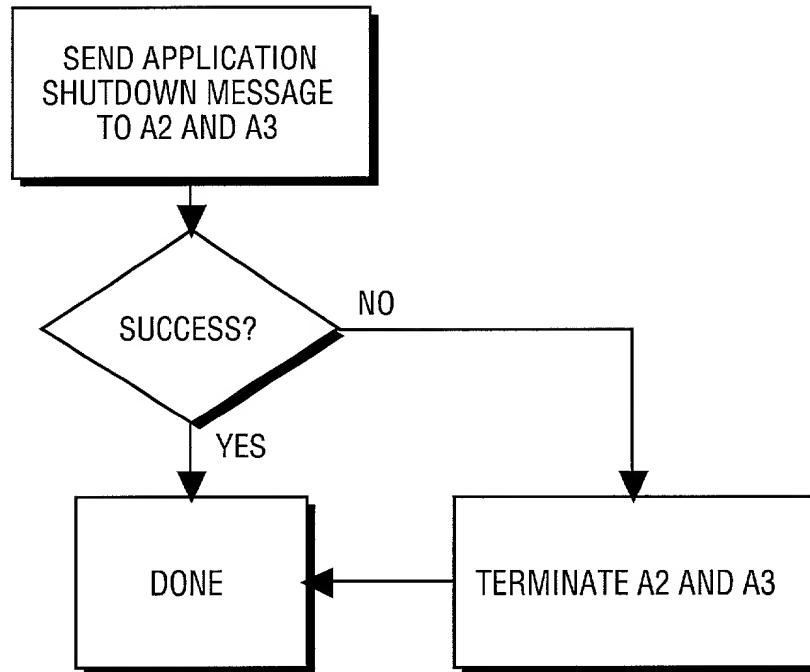 SEND APPLICATION
SHUTDOWN MESSAGE
TO A2 AND A3
SUCCESS?
NO
YES
DONE
TERMINATE A2 AND A3